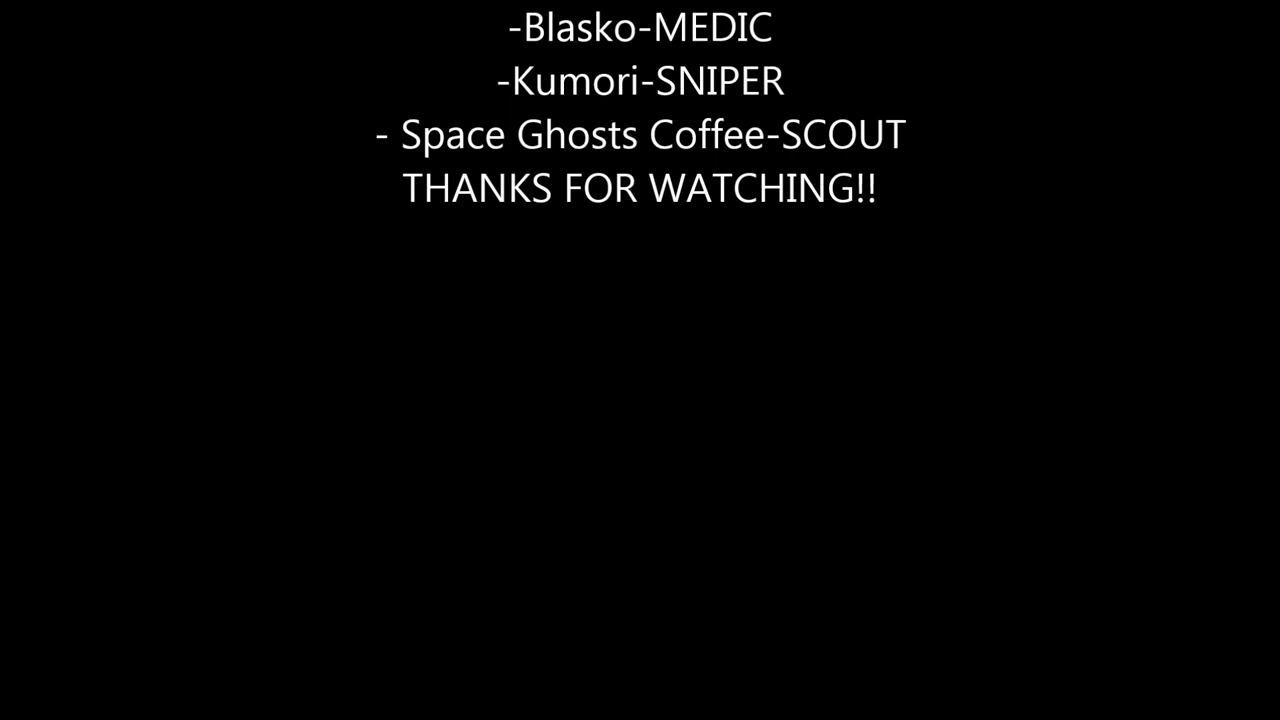 -Blasko-MEDIC
-Kumori-SNIPER
- Space Ghosts Coffee-SCOUT
THANKS FOR WATCHING!!